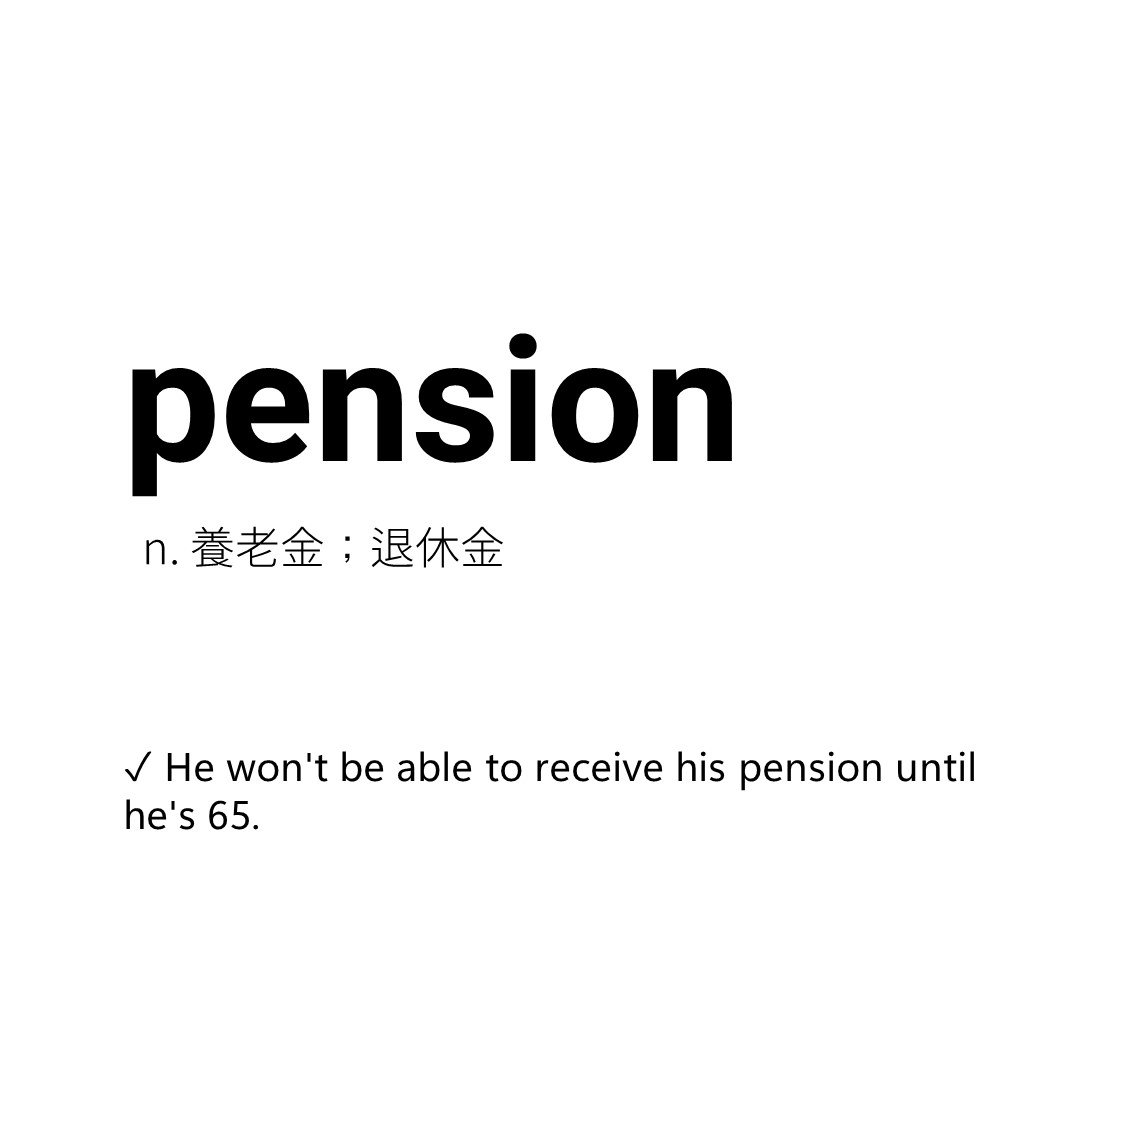 pension
n. 養老金；退休金
✓ He won't be able to receive his pension until
he's 65.